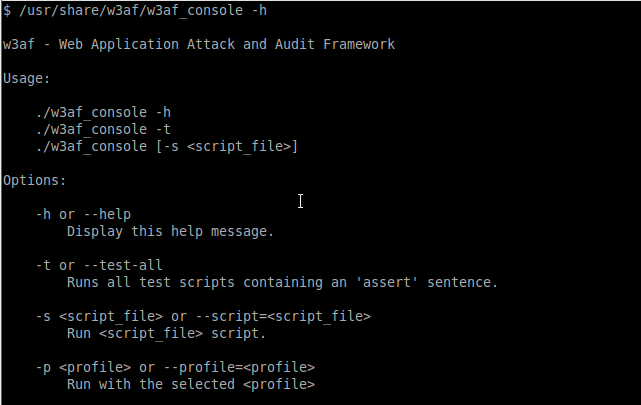 $ /usr/share/w3af/w3af_console -h
w3af - Web Application Attack and Audit Framework
Usage:
./w3af_console -h
./w3af_console -t
./w3af_console [-s <script_file>]
Options:
-h or --help
Display this help message.
-t or --test-all
Runs all test scripts containing an 'assert' sentence.
-s <script_file> or --script=<script_file>
Run <script_file> script.
-p <profile> or --profile=<profile>
Run with the selected <profile>